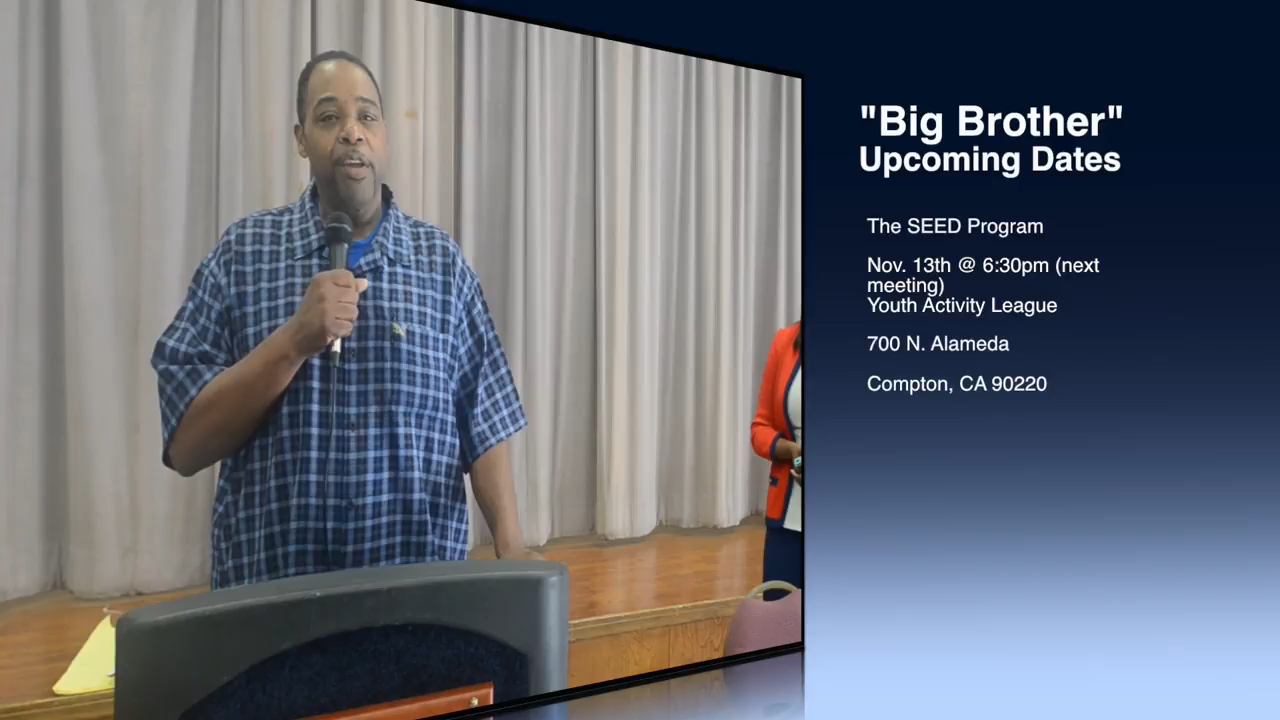 "Big Brother"
Upcoming Dates
The SEED Program
Nov. 13th @ 6:30pm (next
meeting)
Youth Activity League
700 N. Alameda
Compton, CA 90220